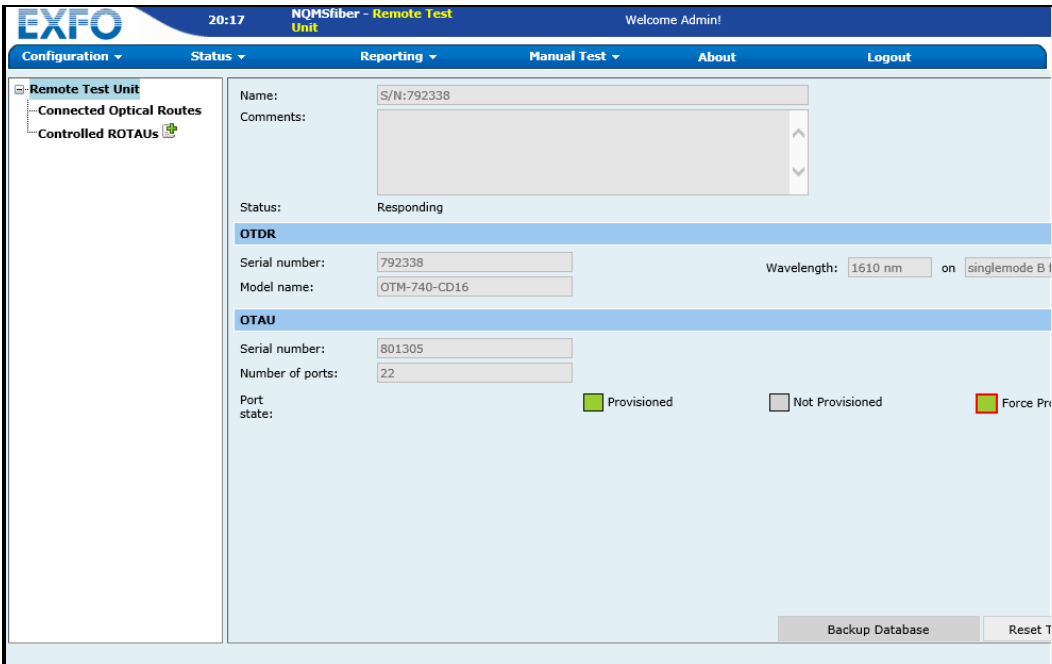 EXFO
20:17
NQMSfiber - Remote Test
Unit
Welcome Admin!
Configuration
Status
Reporting
Manual Test
About
Logout
Remote Test Unit
Connected Optical Routes
Controlled ROTAUs
Name:
S/N:792338
Comments:
Status:
Responding
OTDR
Serial number:
792338
Wavelength:
1610 nm
on
singlemode B
Model name:
OTM-740-CD16
OTAU
Serial number:
801305
Number of ports:
22
Port
state:
Provisioned
Not Provisioned
Force Pr
Backup Database
Reset T